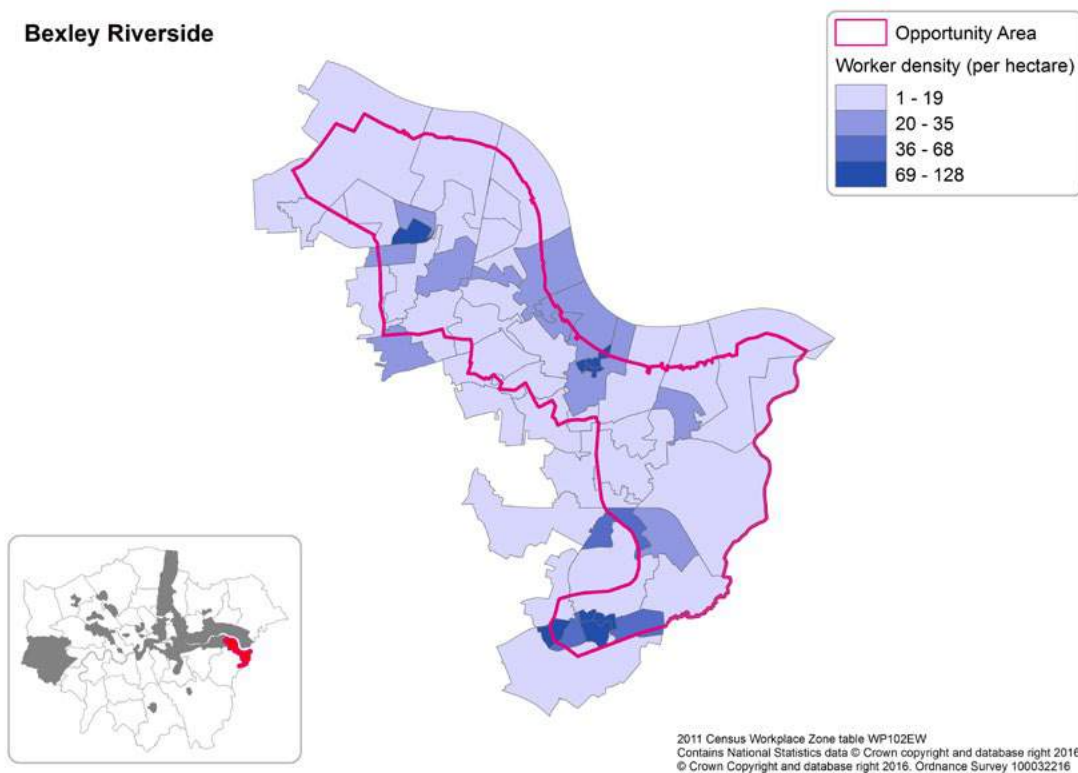 Bexley Riverside
Opportunity Area
Worker density (per hectare)
1 - 19
20 - 35
36 - 68
69 - 128
2011 Census Workplace Zone table WP102EW
Contains National Statistics data © Crown copyright and database right 2016
© Crown Copyright and database right 2016. Ordnance Survey 100032216